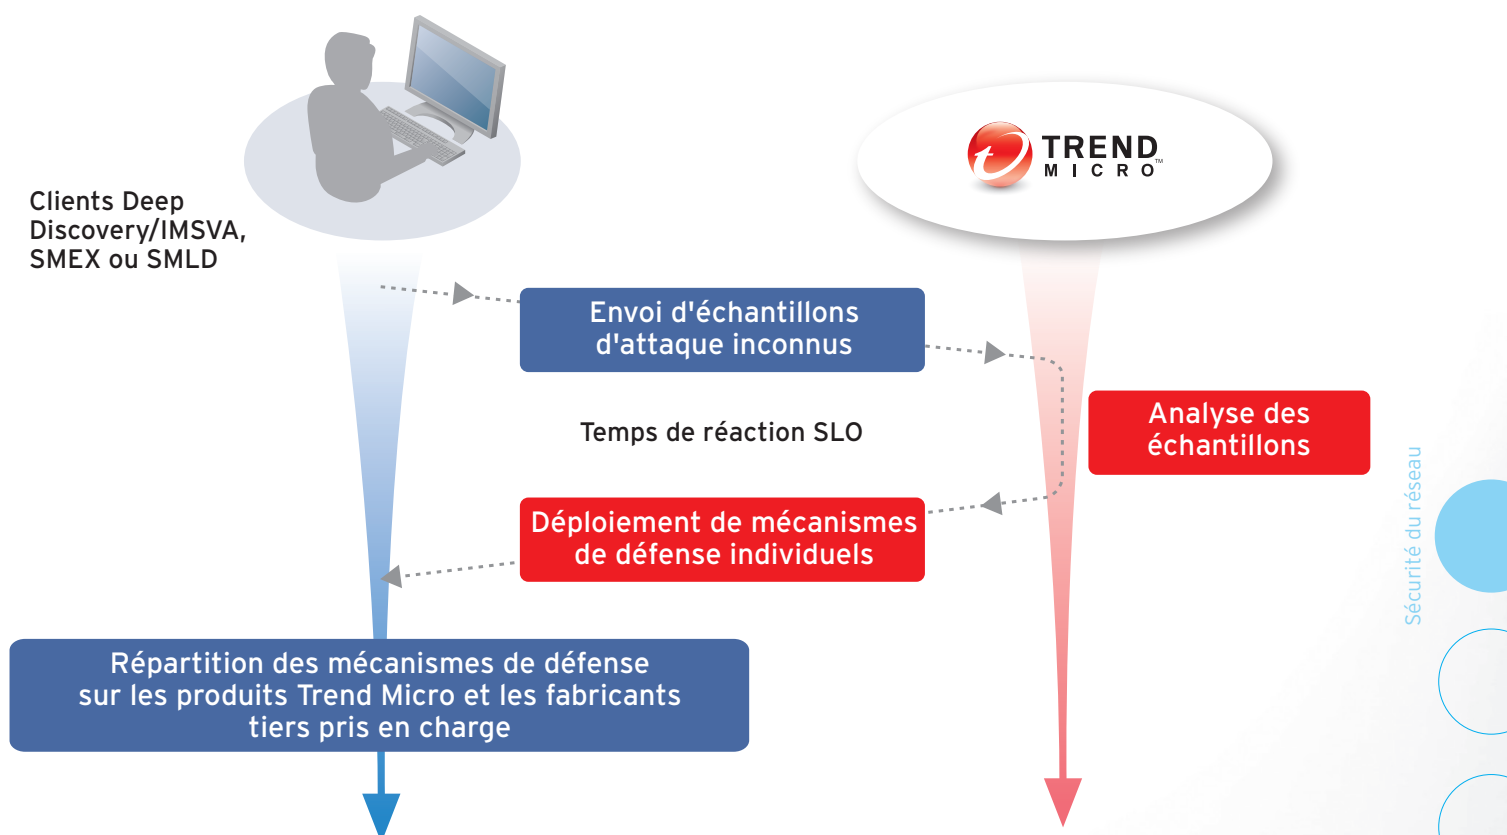 TREND
MICRO™
Clients Deep
Discovery/IMSVA,
SMEX ou SMLD
Envoi d'échantillons
d'attaque inconnus
Analyse des
échantillons
Temps de réaction SLO
Déploiement de mécanismes
de défense individuels
Répartition des mécanismes de défense
sur les produits Trend Micro et les fabricants
tiers pris en charge
Sécurité du réseau